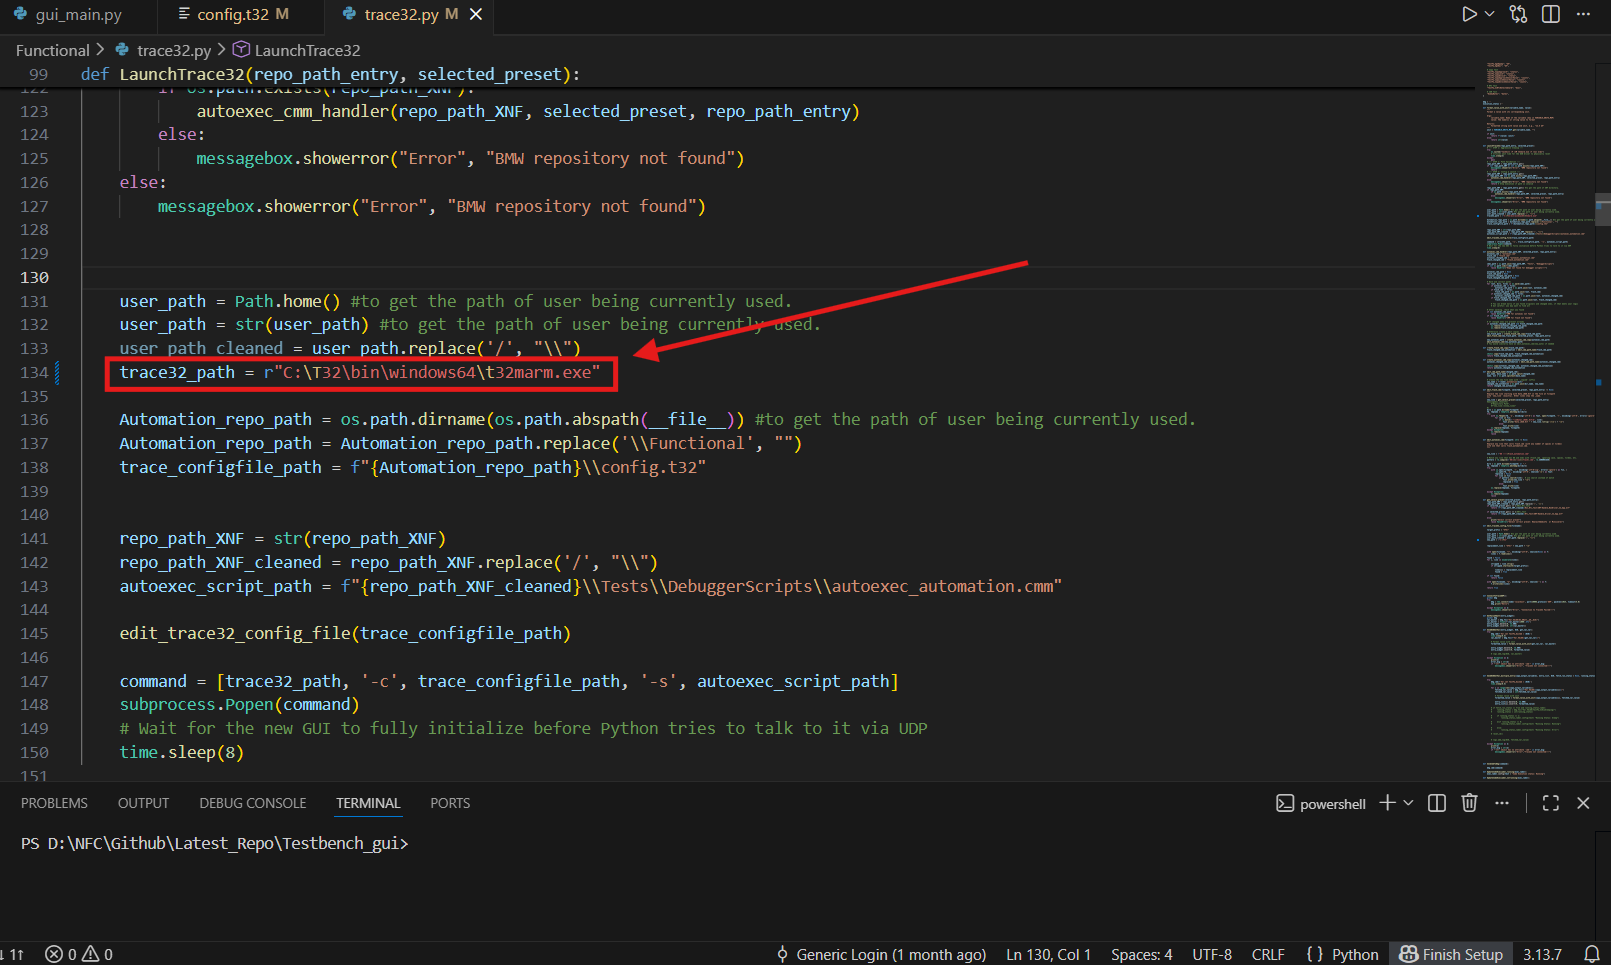 gui_main.py
config.t32 M
trace32.py M
Functional > trace32.py > LaunchTrace32
99 def LaunchTrace32(repo_path_entry, selected_preset):
122 if os.path.exists(repo_path_XNF):
123 autoexec_cmm_handler(repo_path_XNF, selected_preset, repo_path_entry)
124 else:
125 messagebox.showerror("Error", "BMW repository not found")
126 else:
127 messagebox.showerror("Error", "BMW repository not found")
128
129
130
131 user_path = Path.home() #to get the path of user being currently used.
132 user_path = str(user_path) #to get the path of user being currently used.
133 user_path_cleaned = user_path.replace('/', "\\")
134 trace32_path = r"C:\T32\bin\windows64\t32marm.exe"
135
136 Automation_repo_path = os.path.dirname(os.path.abspath(__file__)) #to get the path of user being currently used.
137 Automation_repo_path = Automation_repo_path.replace('\\Functional', "")
138 trace_configfile_path = f"{Automation_repo_path}\\config.t32"
139
140
141 repo_path_XNF = str(repo_path_XNF)
142 repo_path_XNF_cleaned = repo_path_XNF.replace('/', "\\")
143 autoexec_script_path = f"{repo_path_XNF_cleaned}\\Tests\\DebuggerScripts\\autoexec_automation.cmm"
144
145 edit_trace32_config_file(trace_configfile_path)
146
147 command = [trace32_path, '-c', trace_configfile_path, '-s', autoexec_script_path]
148 subprocess.Popen(command)
149 # Wait for the new GUI to fully initialize before Python tries to talk to it via UDP
150 time.sleep(8)
151
PROBLEMS OUTPUT DEBUG CONSOLE TERMINAL PORTS
powershell
PS D:\NFC\Github\Latest_Repo\Testbench_gui>
↓ 1↑ 0 0 Generic Login (1 month ago) Ln 130, Col 1 Spaces: 4 UTF-8 CRLF {} Python Finish Setup 3.13.7